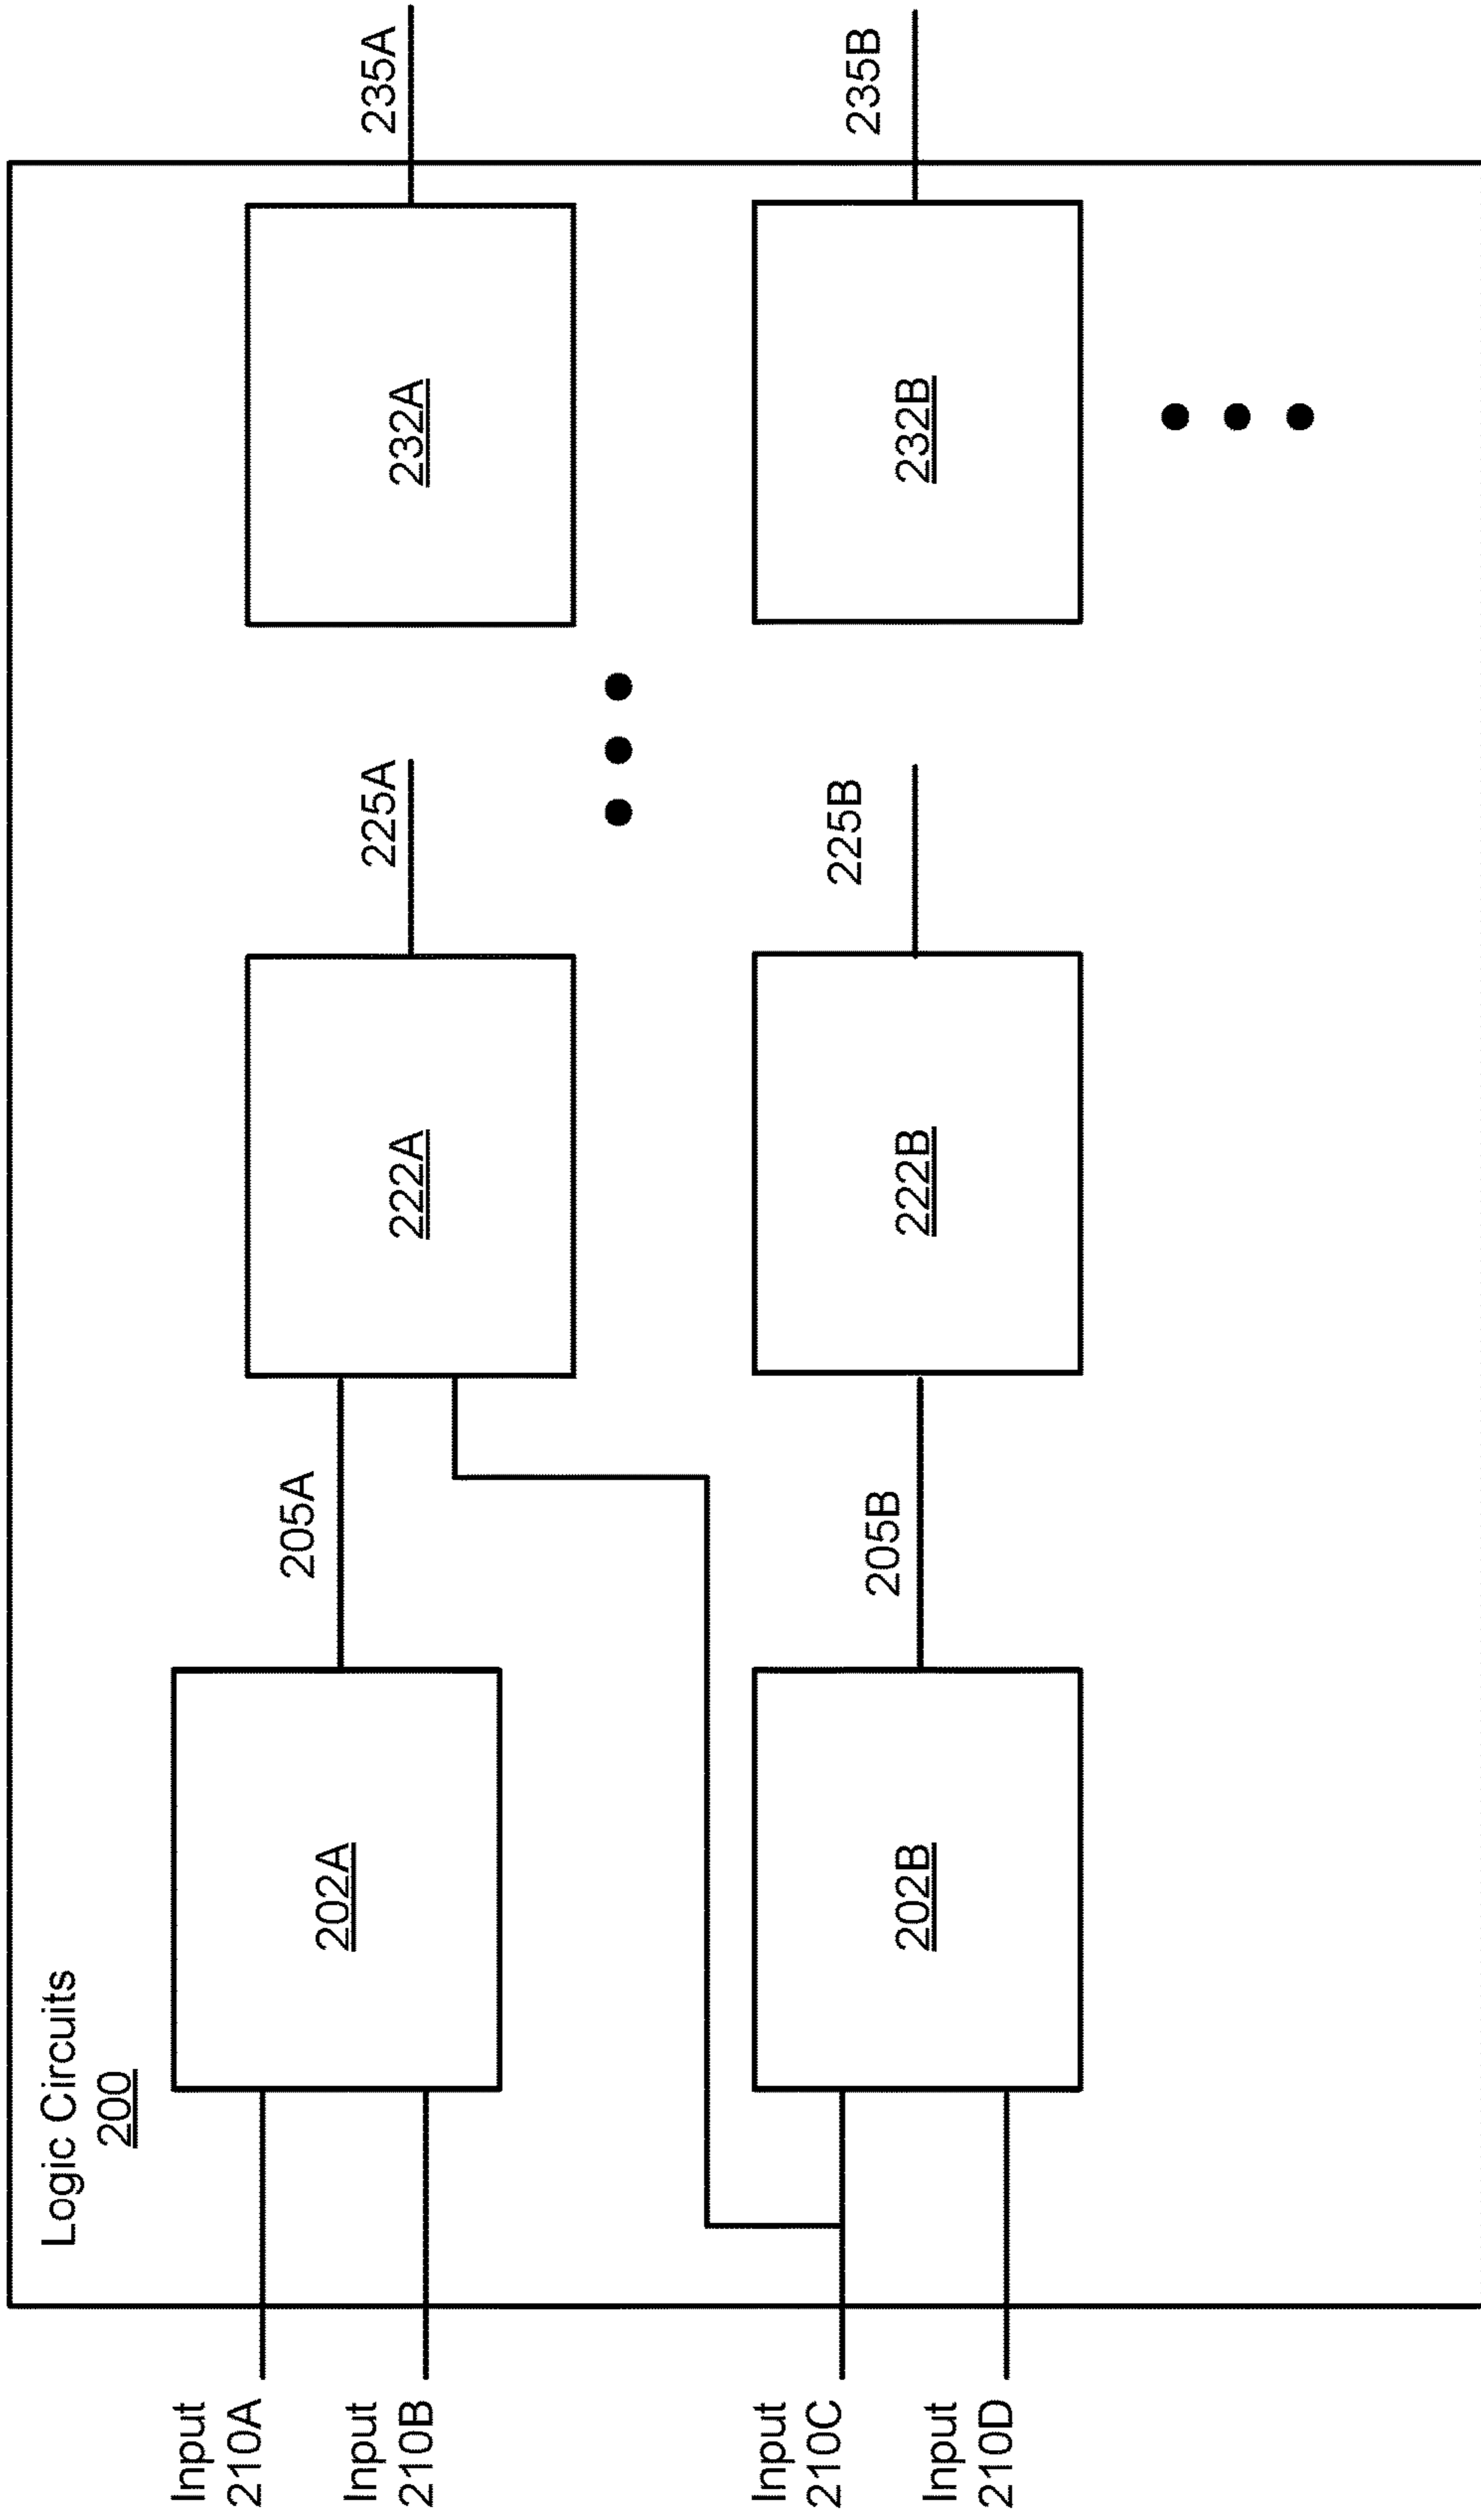 Logic Circuits
200
Input
210A
Input
210B
Input
210C
Input
210D
202A
205A
222A
225A
232A
235A
202B
205B
222B
225B
232B
235B